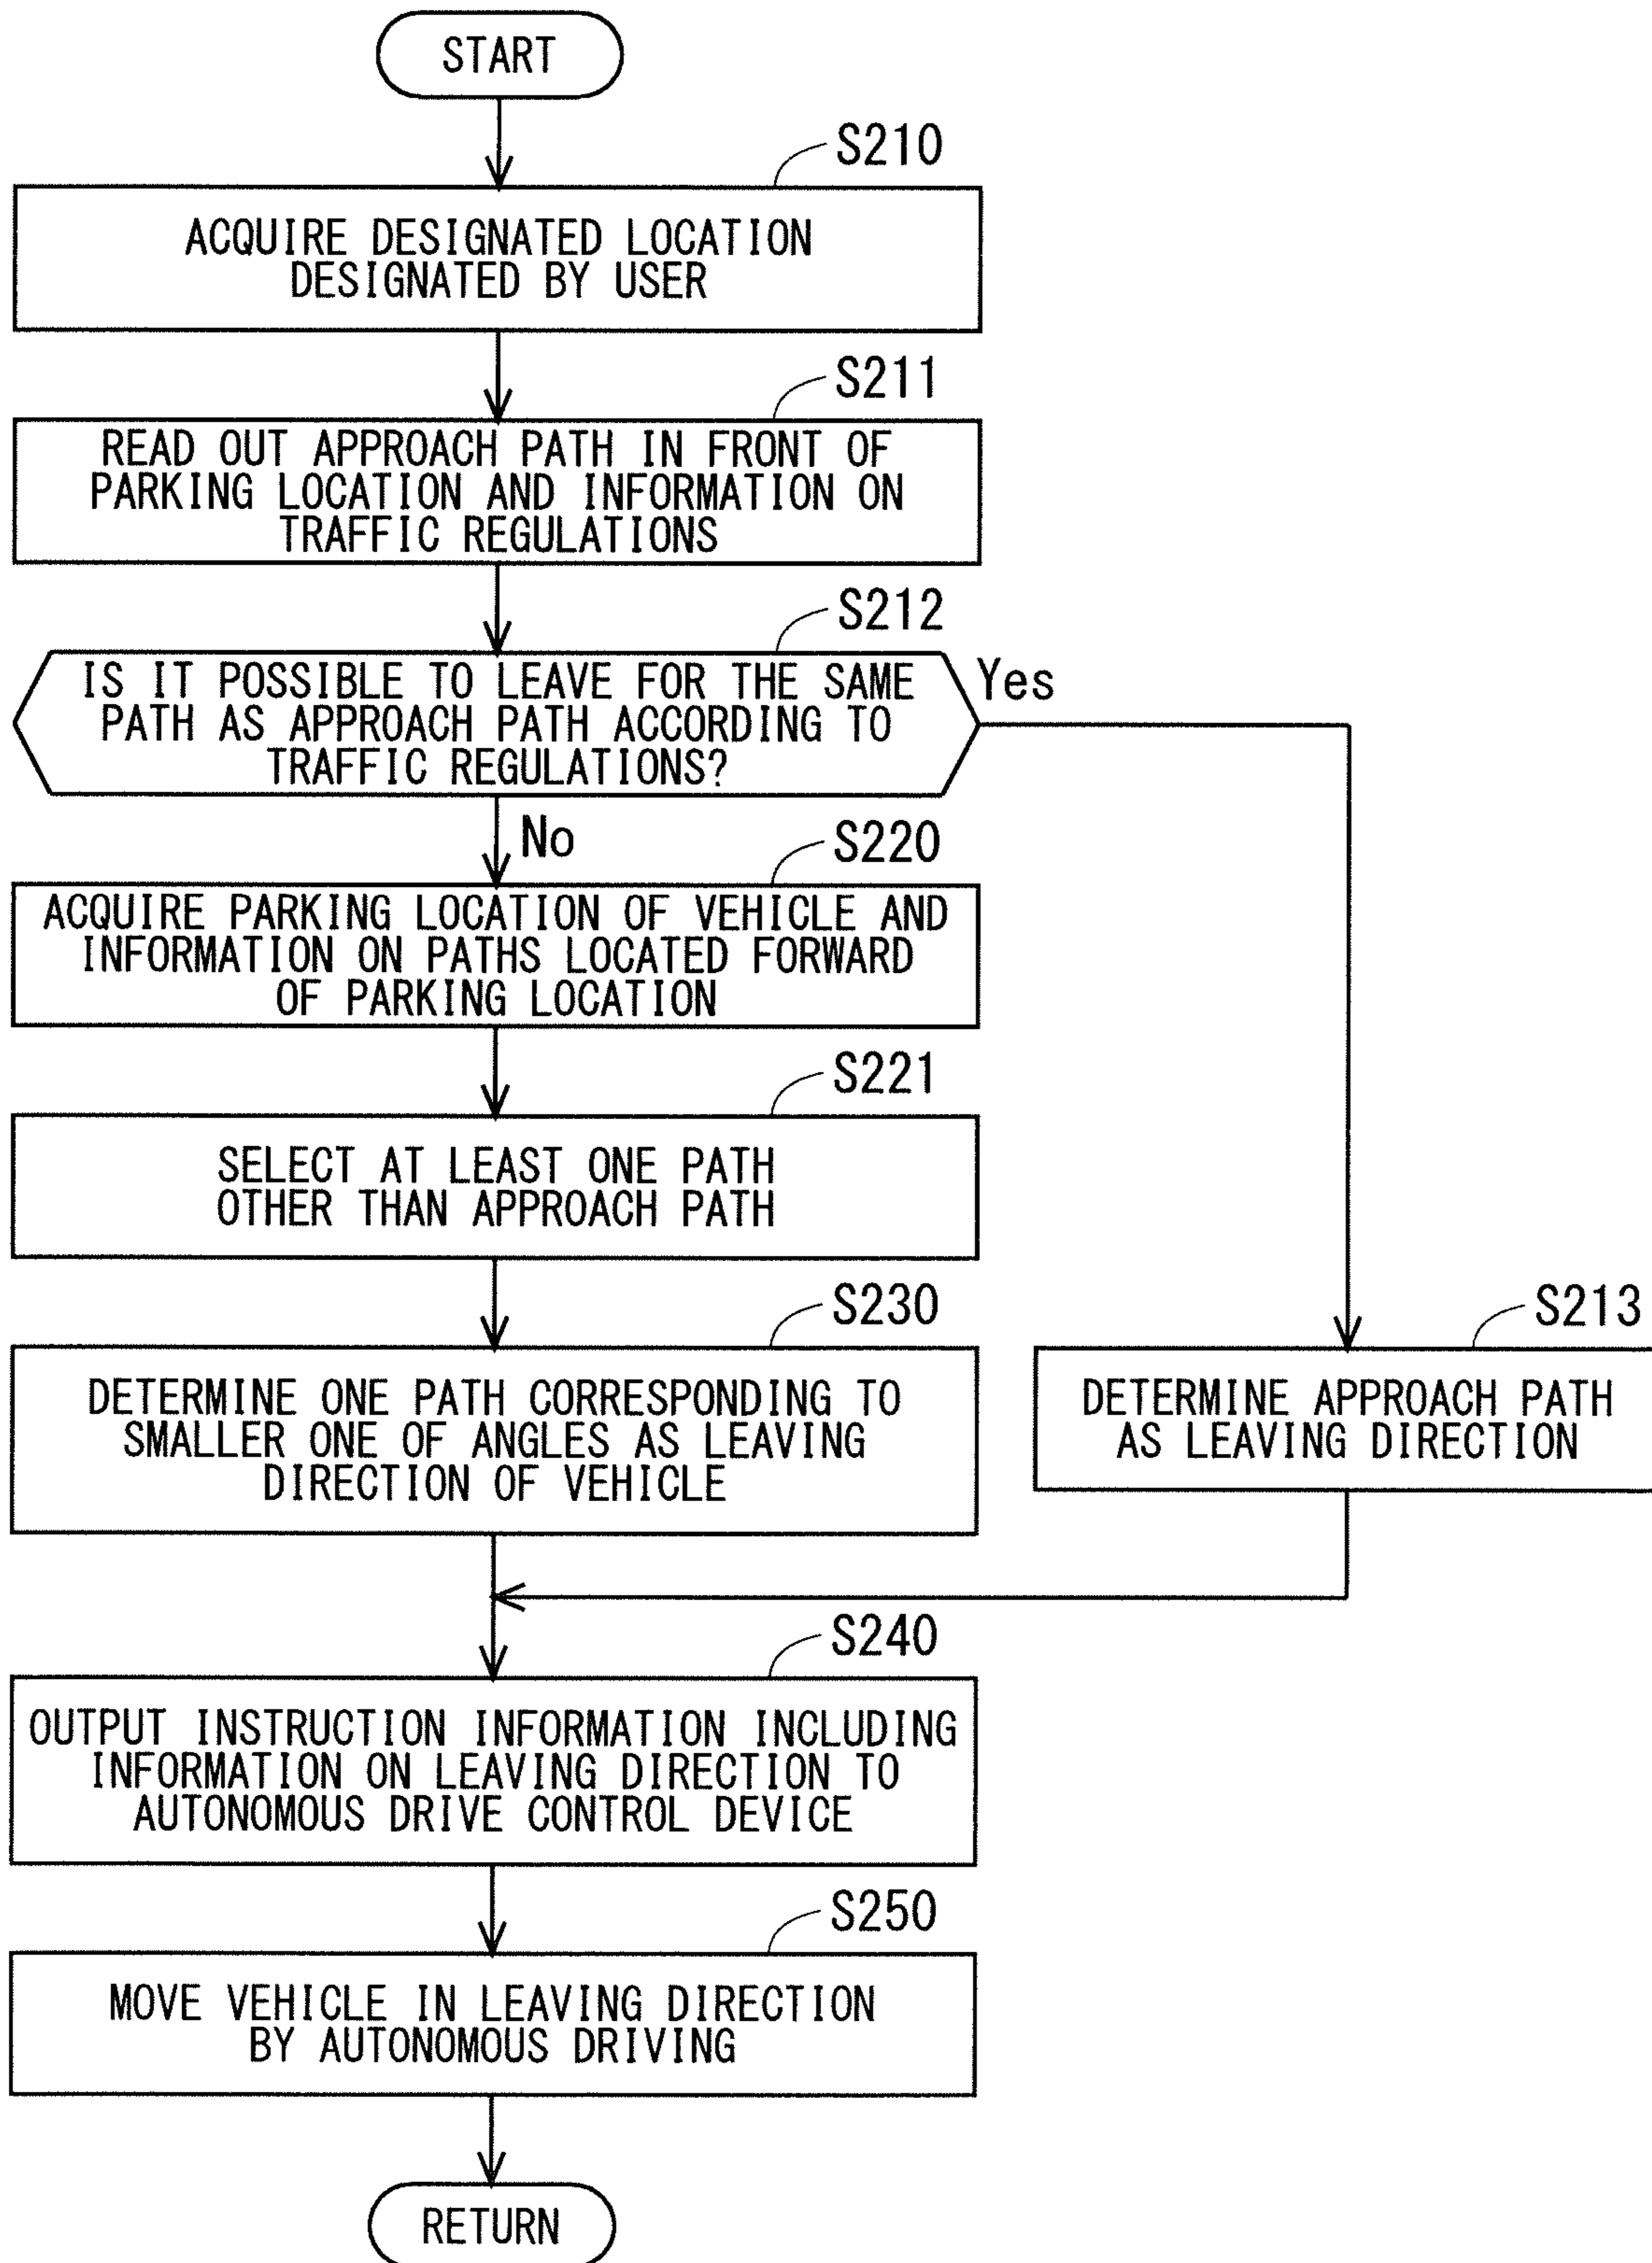 START
S210
ACQUIRE DESIGNATED LOCATION
DESIGNATED BY USER
S211
READ OUT APPROACH PATH IN FRONT OF
PARKING LOCATION AND INFORMATION ON
TRAFFIC REGULATIONS
S212
IS IT POSSIBLE TO LEAVE FOR THE SAME
PATH AS APPROACH PATH ACCORDING TO
TRAFFIC REGULATIONS?
Yes
No
S220
ACQUIRE PARKING LOCATION OF VEHICLE AND
INFORMATION ON PATHS LOCATED FORWARD
OF PARKING LOCATION
S221
SELECT AT LEAST ONE PATH
OTHER THAN APPROACH PATH
S230
DETERMINE ONE PATH CORRESPONDING TO
SMALLER ONE OF ANGLES AS LEAVING
DIRECTION OF VEHICLE
S213
DETERMINE APPROACH PATH
AS LEAVING DIRECTION
S240
OUTPUT INSTRUCTION INFORMATION INCLUDING
INFORMATION ON LEAVING DIRECTION TO
AUTONOMOUS DRIVE CONTROL DEVICE
S250
MOVE VEHICLE IN LEAVING DIRECTION
BY AUTONOMOUS DRIVING
RETURN